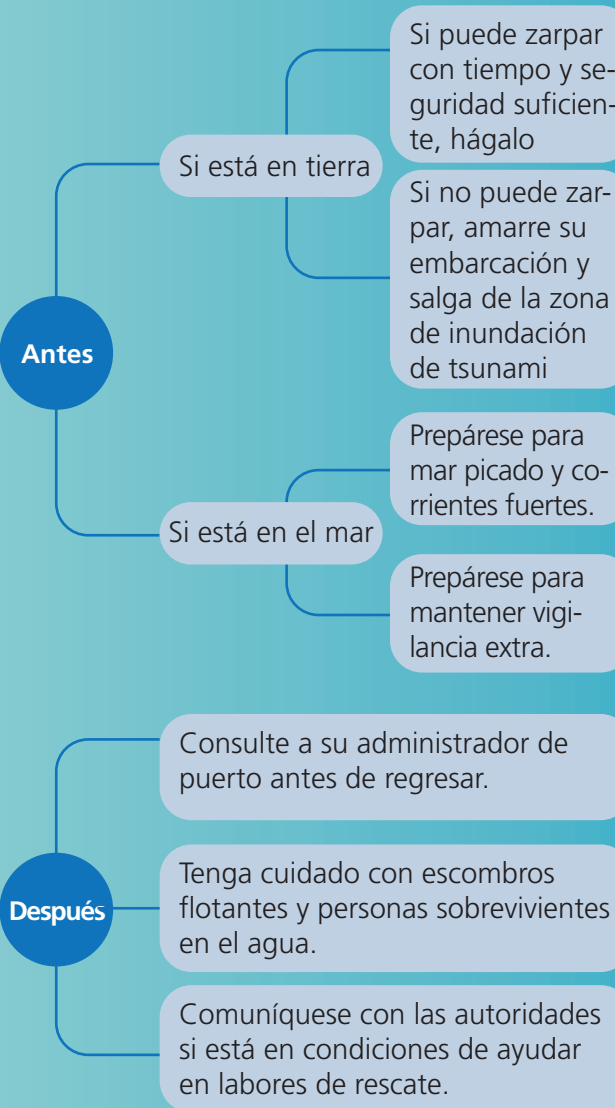 Antes
Si está en tierra
Si puede zarpar
con tiempo y se-
guridad suficien-
te, hágalo
Si no puede zar-
par, amarre su
embarcación y
salga de la zona
de inundación
de tsunami
Si está en el mar
Prepárese para
mar picado y co-
rrientes fuertes.
Prepárese para
mantener vigi-
lancia extra.
Después
Consulte a su administrador de
puerto antes de regresar.
Tenga cuidado con escombros
flotantes y personas sobrevivientes
en el agua.
Comuníquese con las autoridades
si está en condiciones de ayudar
en labores de rescate.